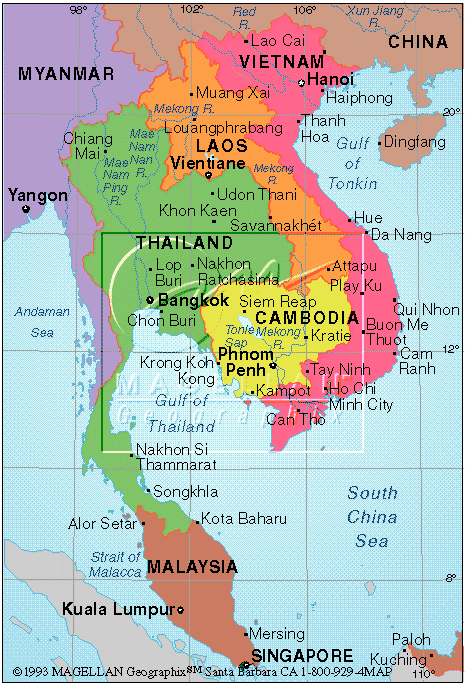 98°
102°
106°
Red
R.
Xun Jiang
R.
Lao Cai
CHINA
VIETNAM
MYANMAR
Hanoi
Muang Xai
Haiphong
Mekong R.
20°
Louangphrabang
Thanh
Hoa
Chiang
Mai
Mae
Nam
Nan
R.
Mae
Nam
Ping
R.
LAOS
Vientiane
Gulf
of
Tonkin
Dingfang
Mekong
R.
Yangon
Udon Thani
Khon Kaen
Savannakhét
Hue
Da Nang
THAILAND
Lop
Buri
Nakhon
Ratchasima
Attapu
Play Ku
Bangkok
Siem Reap
Qui Nhon
Andaman
Sea
Chon Buri
CAMBODIA
Tonle
Sap
Mekong
R.
Kratie
Buon Me
Thuot
12°
Krong Koh
Kong
Phnom
Penh
Cam
Ranh
Tay Ninh
MAGELLAN
Geographix
Kampot
Ho Chi
Minh City
Gulf of
Thailand
Can Tho
Nakhon Si
Thammarat
Songkhla
South
China
Sea
Alor Setar
Kota Baharu
Strait of
Malacca
MALAYSIA
8°
Kuala Lumpur
Mersing
Paloh
Kuching
SINGAPORE
©1993 MAGELLAN Geographix℠ Santa Barbara CA 1-800-929-4MAP
110°